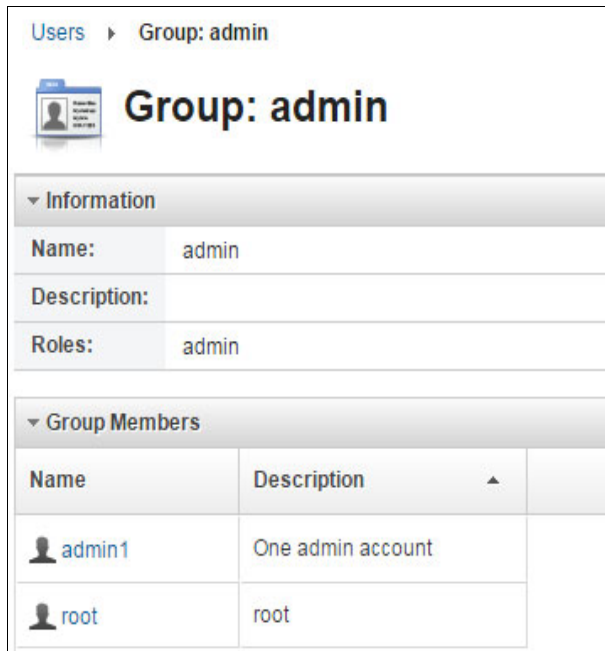 Users Group: admin
Group: admin
Information
Name: admin
Description:
Roles: admin
Group Members
Name Description
admin1 One admin account
root root